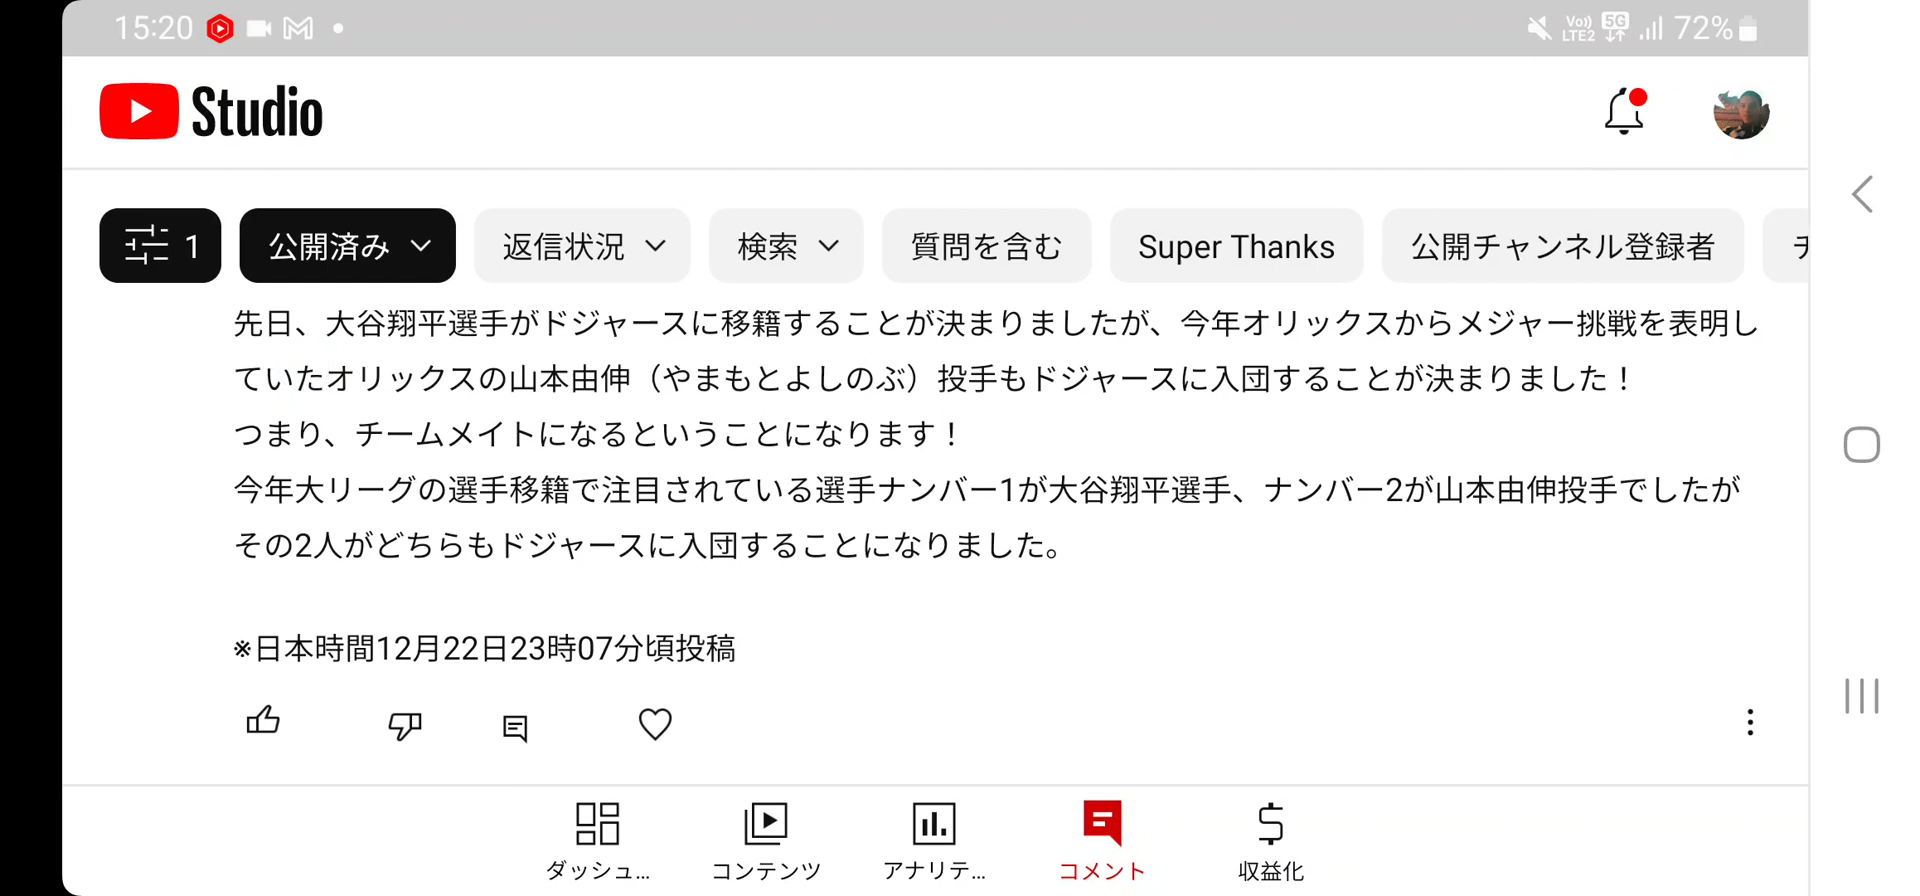 15:20
Vo)) LTE2 5G 72%
Studio
1 公開済み 返信状況 検索 質問を含む Super Thanks 公開チャンネル登録者
先日、大谷翔平選手がドジャースに移籍することが決まりましたが、今年オリックスからメジャー挑戦を表明し
ていたオリックスの山本由伸（やまもとよしのぶ）投手もドジャースに入団することが決まりました！
つまり、チームメイトになるということになります！
今年大リーグの選手移籍で注目されている選手ナンバー1が大谷翔平選手、ナンバー2が山本由伸投手でしたが
その2人がどちらもドジャースに入団することになりました。
※日本時間12月22日23時07分頃投稿
ダッシュ... コンテンツ アナリテ... コメント 収益化